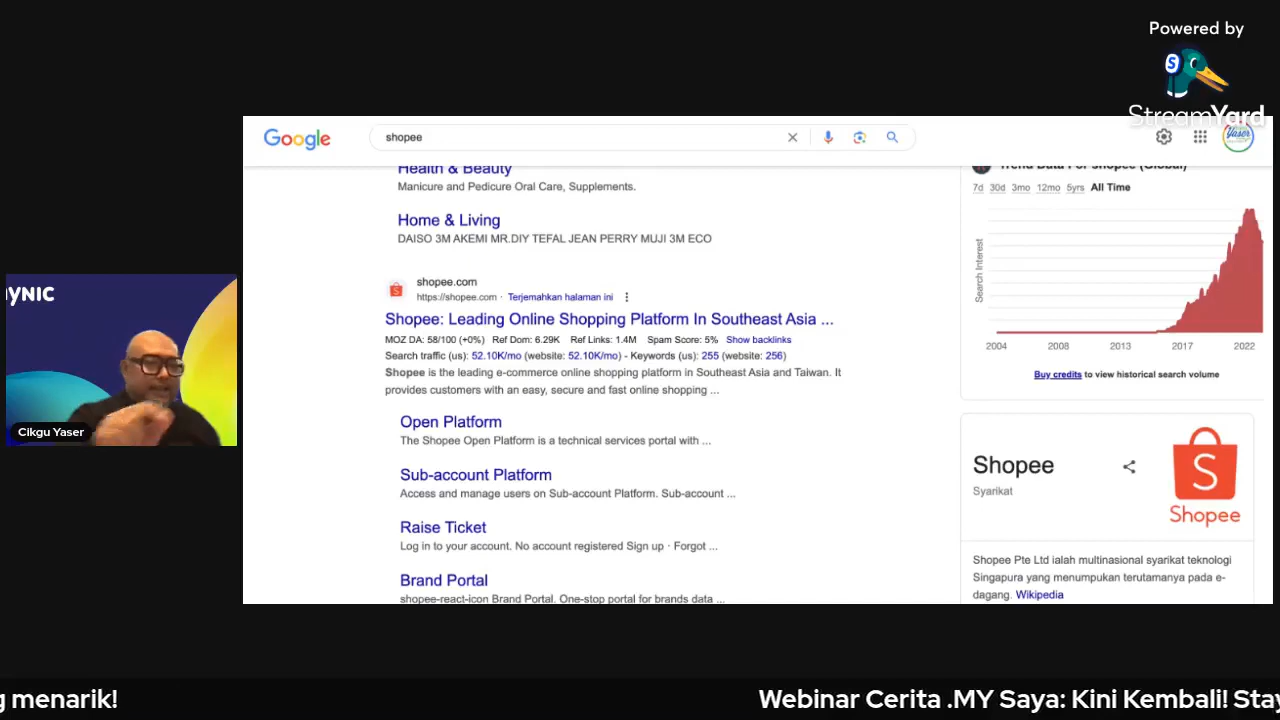 Powered by
StreamYard
Google
shopee
Yaser
Health & Beauty
Manicure and Pedicure Oral Care, Supplements.
Home & Living
DAISO 3M AKEMI MR.DIY TEFAL JEAN PERRY MUJI 3M ECO
shopee.com
https://shopee.com · Terjemahkan halaman ini
Shopee: Leading Online Shopping Platform In Southeast Asia ...
MOZ DA: 58/100 (+0%) Ref Dom: 6.29K Ref Links: 1.4M Spam Score: 5% Show backlinks
Search traffic (us): 52.10K/mo (website: 52.10K/mo) - Keywords (us): 255 (website: 256)
Shopee is the leading e-commerce online shopping platform in Southeast Asia and Taiwan. It
provides customers with an easy, secure and fast online shopping ...
Open Platform
The Shopee Open Platform is a technical services portal with ...
Sub-account Platform
Access and manage users on Sub-account Platform. Sub-account ...
Raise Ticket
Log in to your account. No account registered Sign up · Forgot ...
Brand Portal
shopee-react-icon Brand Portal. One-stop portal for brands data ...
Trend Data For shopee (Global)
7d 30d 3mo 12mo 5yrs All Time
Search Interest
2004 2008 2013 2017 2022
Buy credits to view historical search volume
Shopee
Syarikat
S
Shopee
Shopee Pte Ltd ialah multinasional syarikat teknologi
Singapura yang menumpukan terutamanya pada e-
dagang. Wikipedia
YNIC
Cikgu Yaser
g menarik!
Webinar Cerita .MY Saya: Kini Kembali! Stay